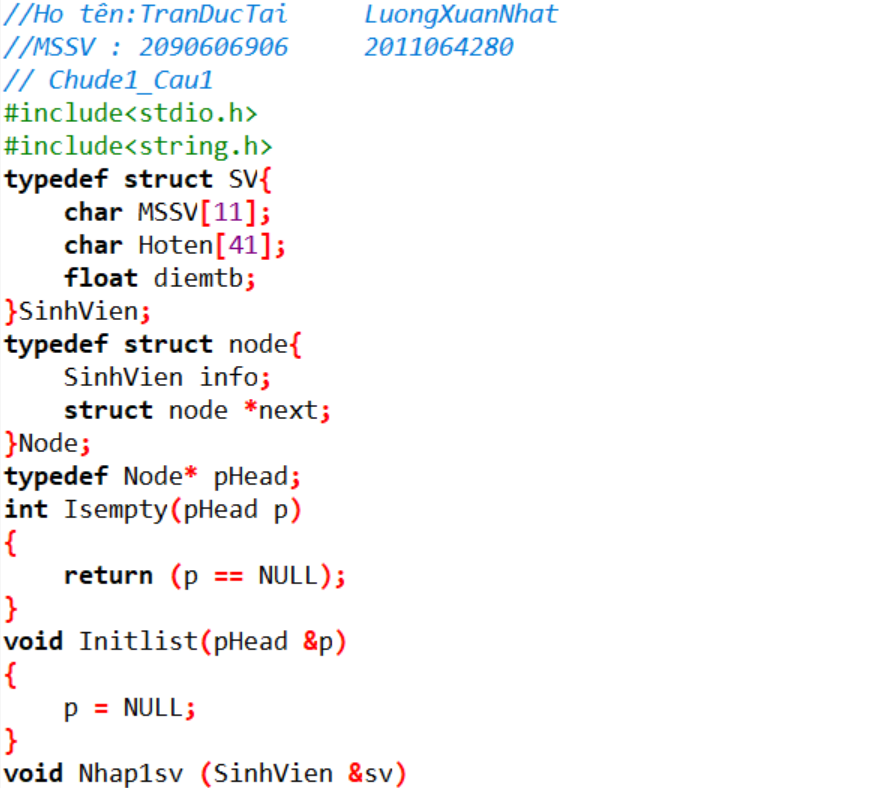 //Ho tên:TranDucTai     LuongXuanNhat
//MSSV : 2090606906     2011064280
// Chude1_Cau1
#include<stdio.h>
#include<string.h>
typedef struct SV{
    char MSSV[11];
    char Hoten[41];
    float diemtb;
}SinhVien;
typedef struct node{
    SinhVien info;
    struct node *next;
}Node;
typedef Node* pHead;
int Isempty(pHead p)
{
    return (p == NULL);
}
void Initlist(pHead &p)
{
    p = NULL;
}
void Nhap1sv (SinhVien &sv)